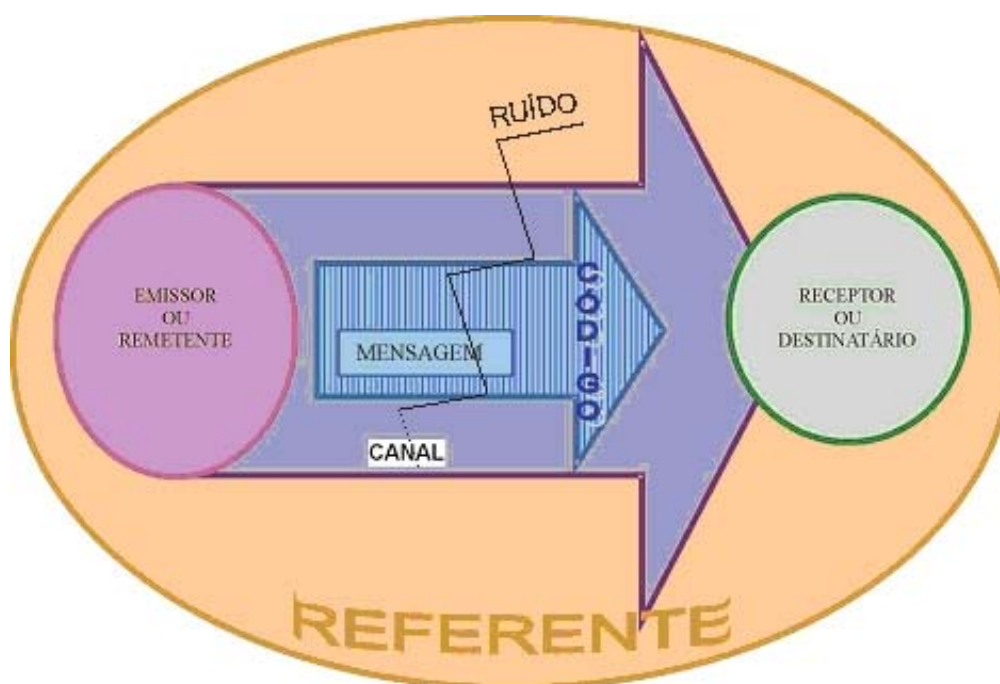 RUÍDO
EMISSOR
OU
REMETENTE
MENSAGEM
CÓDIGO
CANAL
RECEPTOR
OU
DESTINATÁRIO
REFERENTE